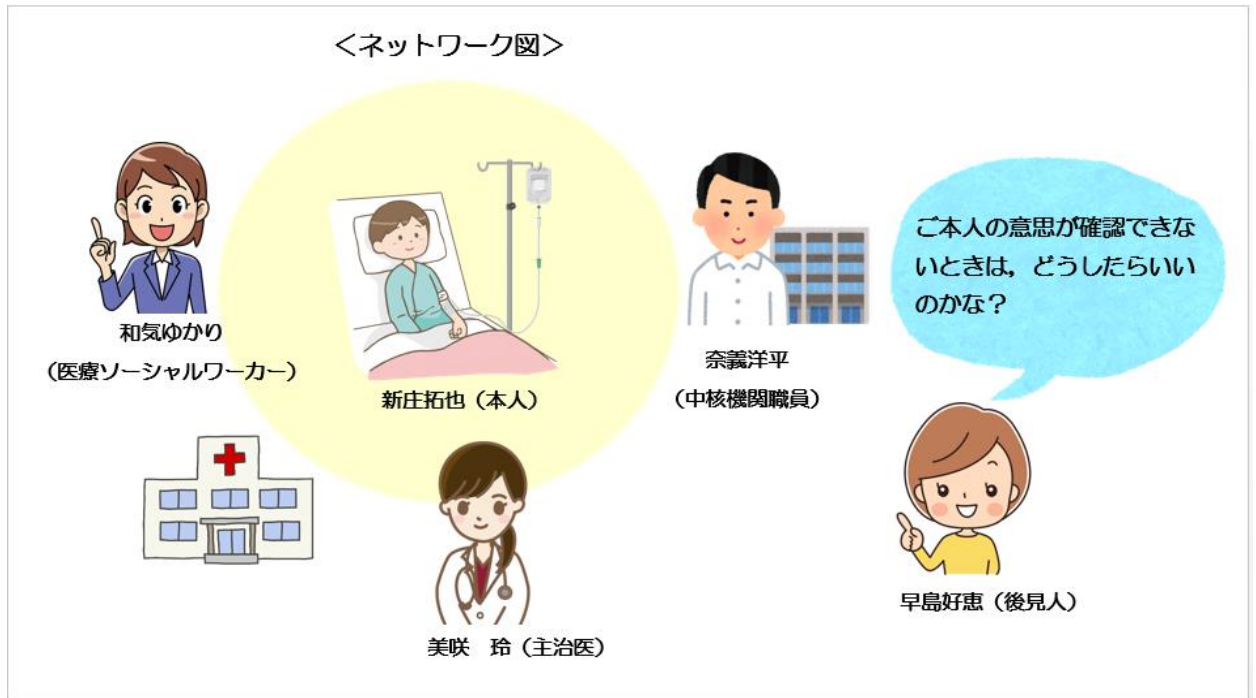 ＜ネットワーク図＞
和気ゆかり
（医療ソーシャルワーカー）
新庄拓也（本人）
奈義洋平
（中核機関職員）
ご本人の意思が確認できな
いときは，どうしたらいい
のかな？
早島好恵（後見人）
美咲　玲（主治医）